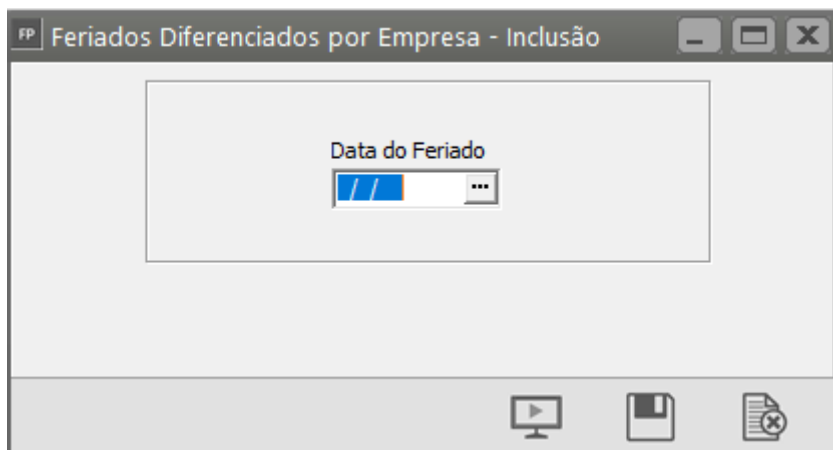 FP Feriados Diferenciados por Empresa - Inclusão
Data do Feriado
/ / ...